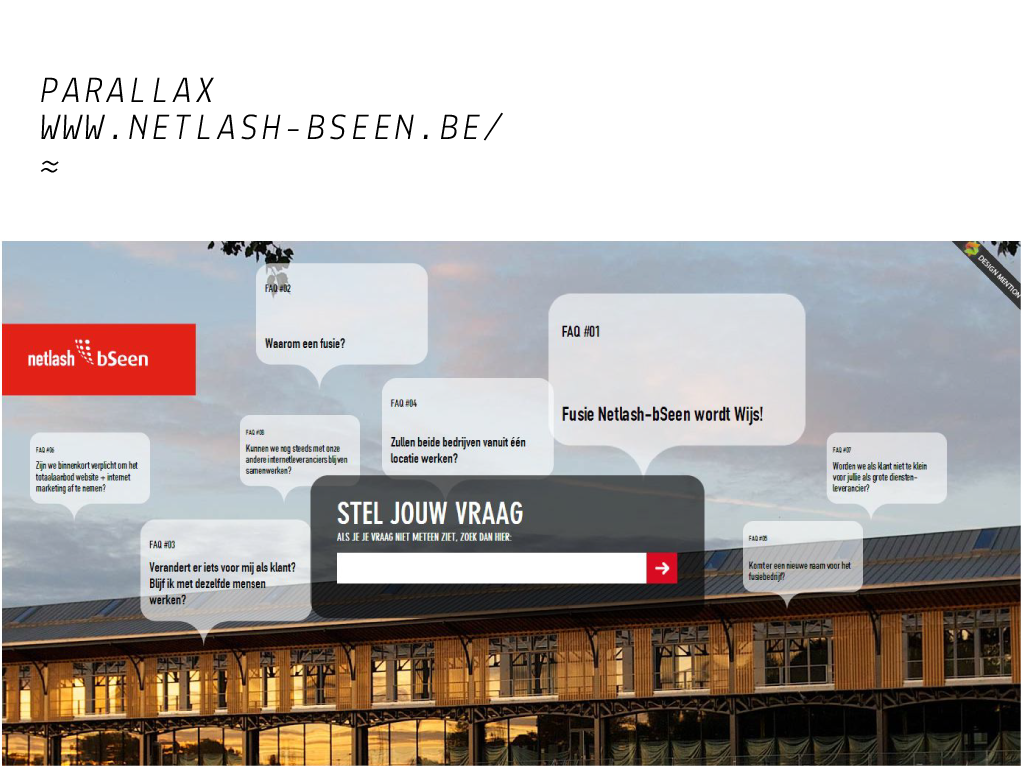 PARALLAX
WWW.NETLASH-BSEEN.BE/
≈
DESIGN MENTION
FAQ #02
Waarom een fusie?
FAQ #01
Fusie Netlash-bSeen wordt Wijs!
netlash bSeen
FAQ #04
Zullen beide bedrijven vanuit één
locatie werken?
FAQ #08
Kunnen we nog steeds met onze
andere internetleveranciers blijven
samenwerken?
FAQ #06
Zijn we binnenkort verplicht om het
totaalaanbod website + internet
marketing af te nemen?
FAQ #07
Worden we als klant niet te klein
voor jullie als grote diensten-
leverancier?
STEL JOUW VRAAG
ALS JE JE VRAAG NIET METEEN ZIET, ZOEK DAN HIER:
FAQ #03
Verandert er iets voor mij als klant?
Blijf ik met dezelfde mensen
werken?
FAQ #05
Komt er een nieuwe naam voor het
fusiebedrijf?